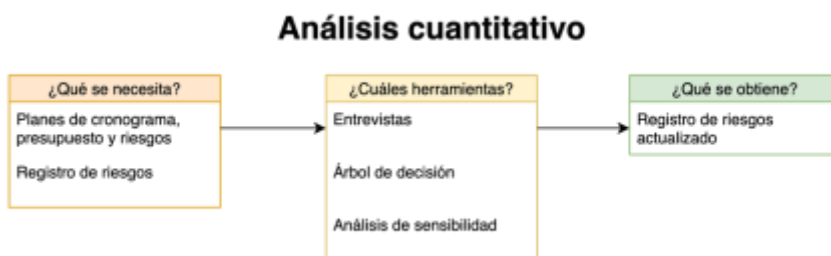 Análisis cuantitativo
¿Qué se necesita?
Planes de cronograma,
presupuesto y riesgos
Registro de riesgos
¿Cuáles herramientas?
Entrevistas
Árbol de decisión
Análisis de sensibilidad
¿Qué se obtiene?
Registro de riesgos
actualizado